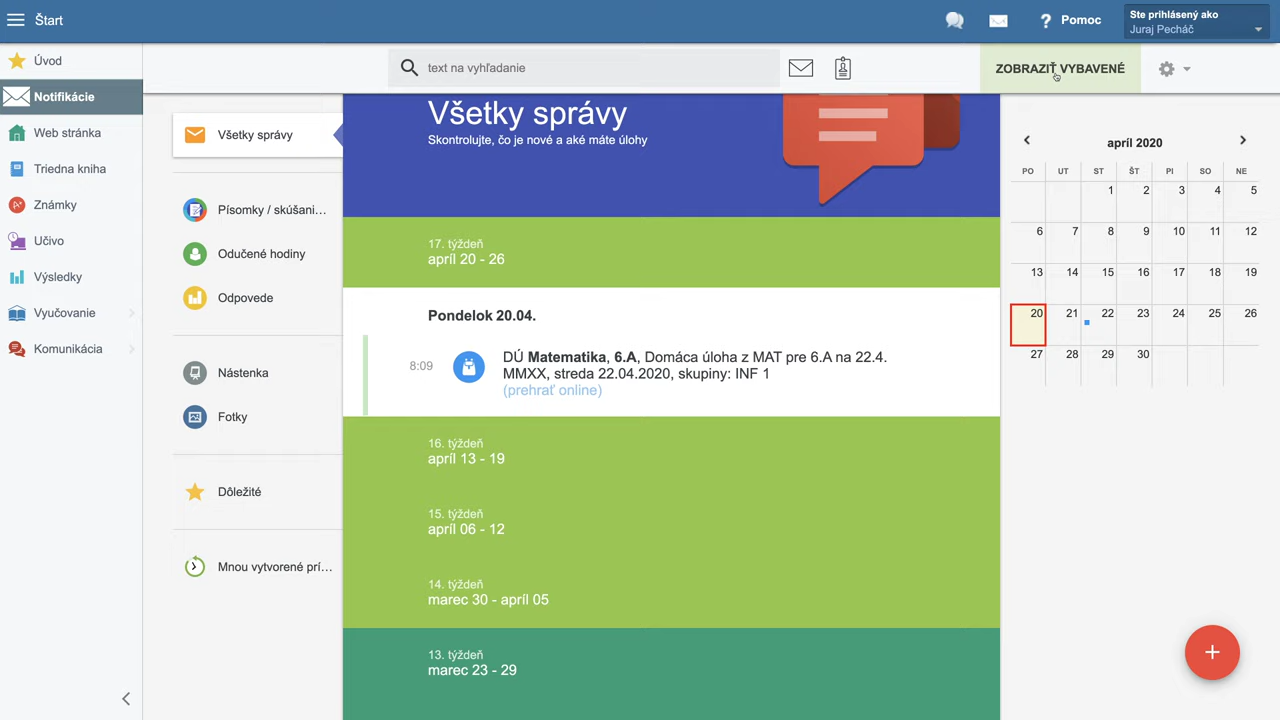 Štart
Pomoc
Ste prihlásený ako
Juraj Pecháč
Úvod
Notifikácie
Web stránka
Triedna kniha
Známky
Učivo
Výsledky
Vyučovanie
Komunikácia
text na vyhľadanie
ZOBRAZIŤ VYBAVENÉ
Všetky správy
Písomky / skúšani...
Odučené hodiny
Odpovede
Nástenka
Fotky
Dôležité
Mnou vytvorené prí...
Všetky správy
Skontrolujte, čo je nové a aké máte úlohy
17. týždeň
apríl 20 - 26
Pondelok 20.04.
8:09
DÚ Matematika, 6.A, Domáca úloha z MAT pre 6.A na 22.4.
MMXX, streda 22.04.2020, skupiny: INF 1
(prehrať online)
16. týždeň
apríl 13 - 19
15. týždeň
apríl 06 - 12
14. týždeň
marec 30 - apríl 05
13. týždeň
marec 23 - 29
apríl 2020
PO UT ST ŠT PI SO NE
1 2 3 4 5
6 7 8 9 10 11 12
13 14 15 16 17 18 19
20 21 22 23 24 25 26
27 28 29 30